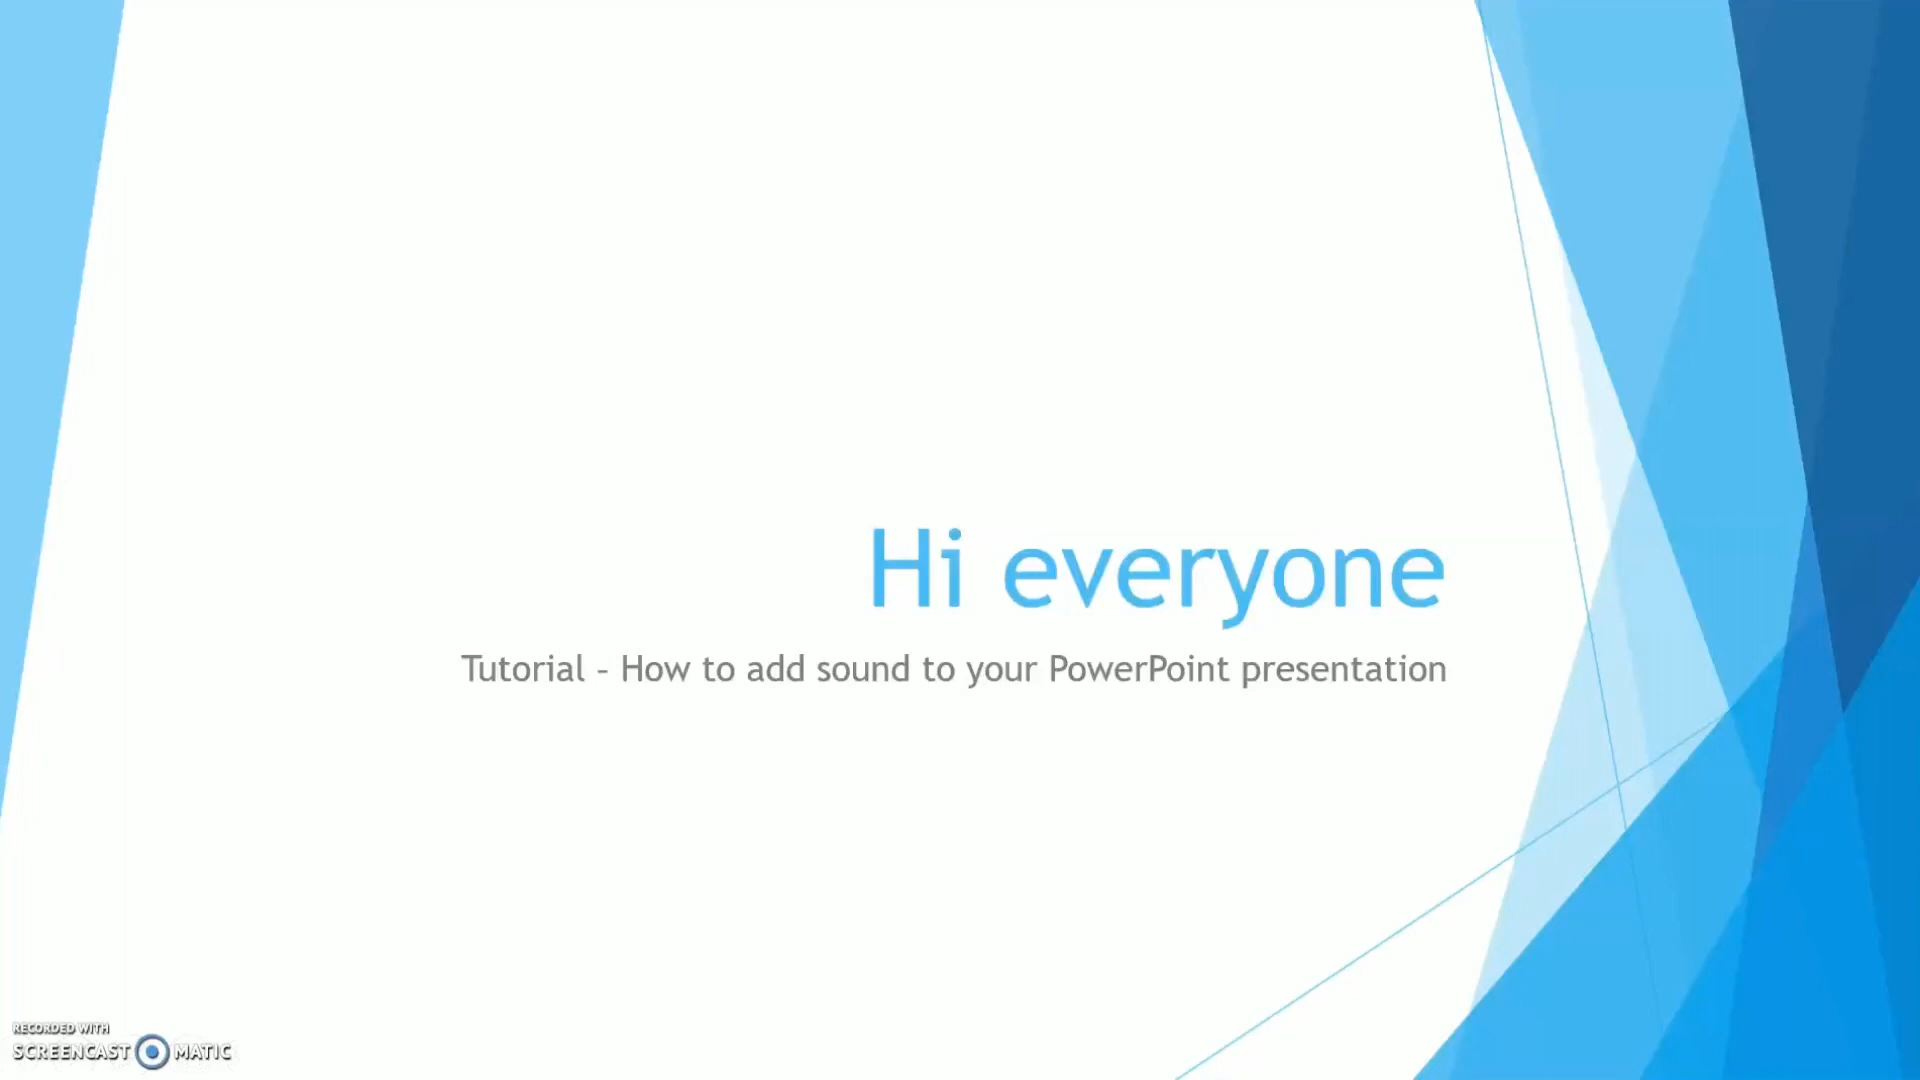 Hi everyone
Tutorial – How to add sound to your PowerPoint presentation
RECORDED WITH
SCREENCAST MATIC